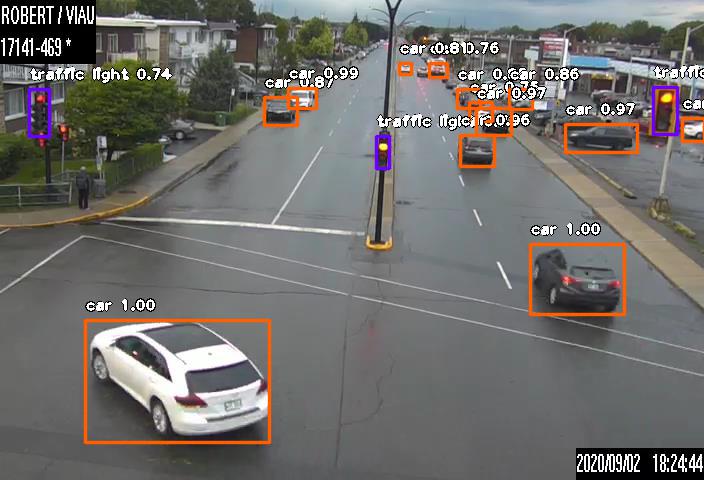 ROBERT / VIAU
17141-469 *
traffic light 0.74
car 0.87
car 0.99
car 0.81
0.76
car 0.86
car 0.97
car 0.97
0.96
traffic
car
car 1.00
car 1.00
2020/09/02 18:24:44